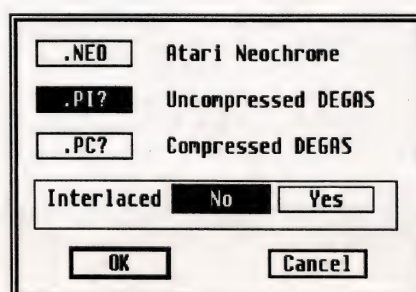 .NEO Atari Neochrome
.PI? Uncompressed DEGAS
.PC? Compressed DEGAS
Interlaced No Yes
OK Cancel